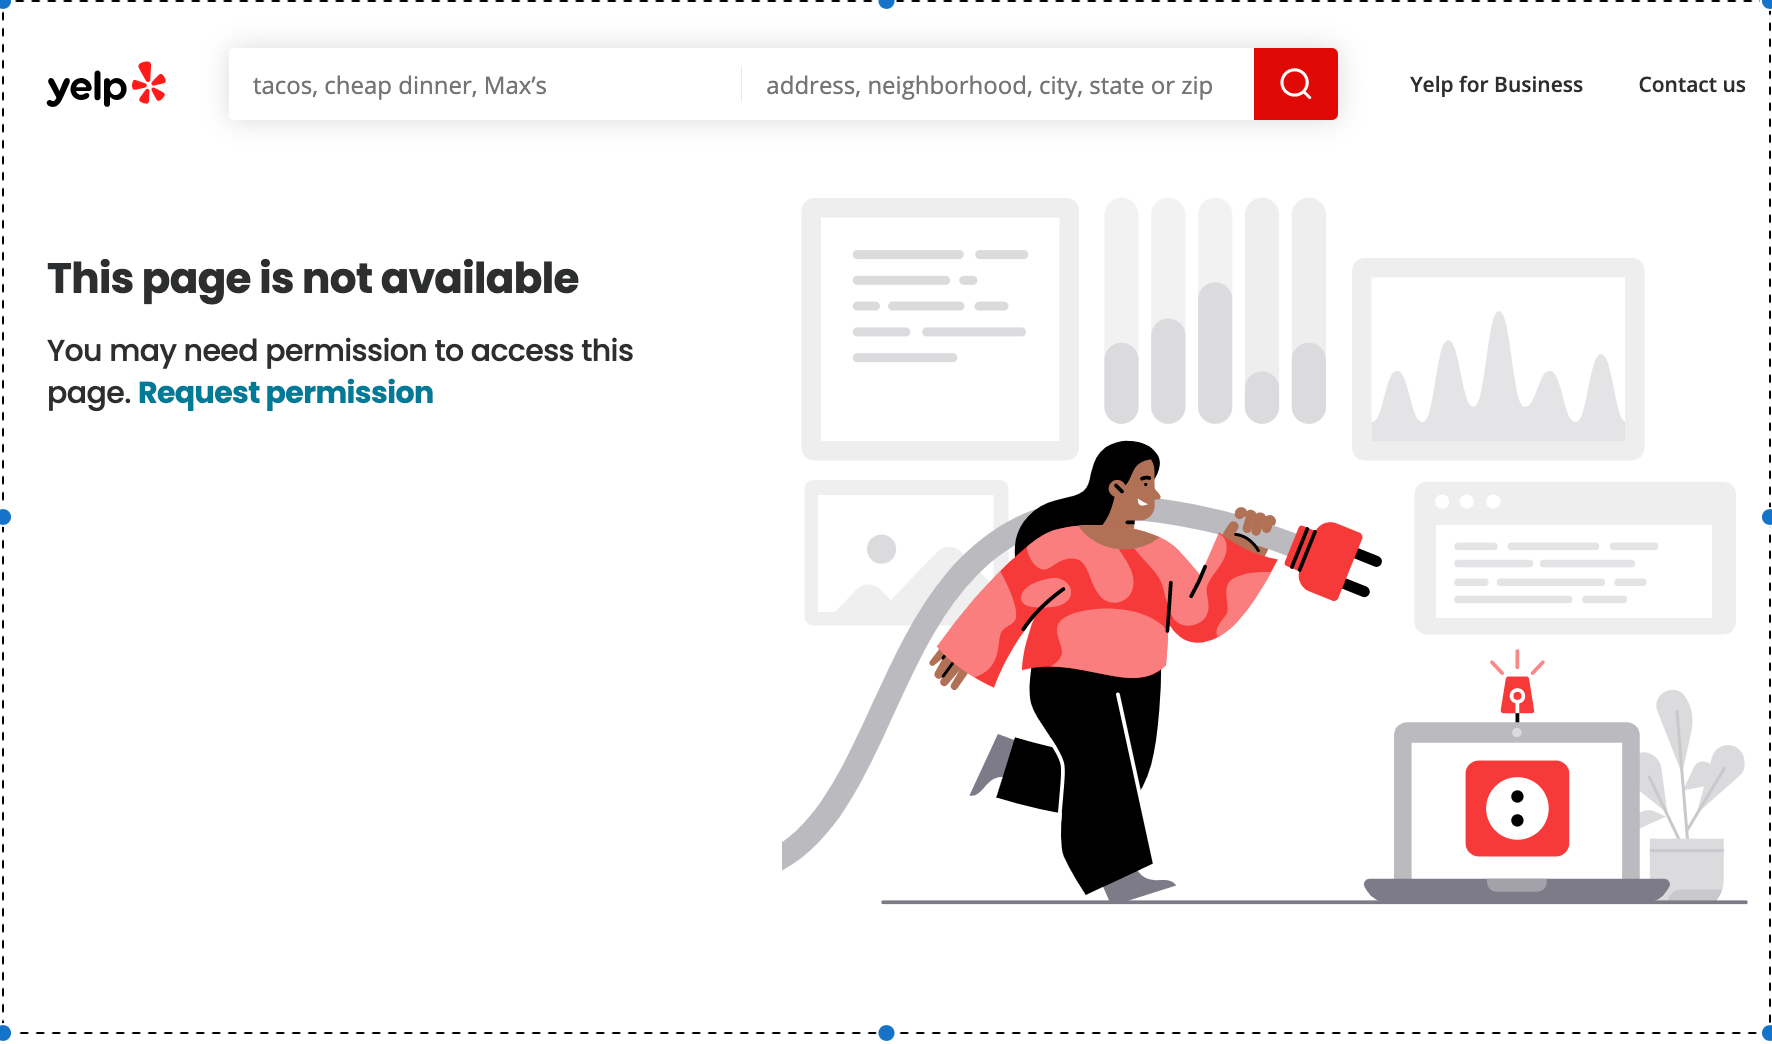 yelp
tacos, cheap dinner, Max’s
address, neighborhood, city, state or zip
Yelp for Business
Contact us
This page is not available
You may need permission to access this
page. Request permission